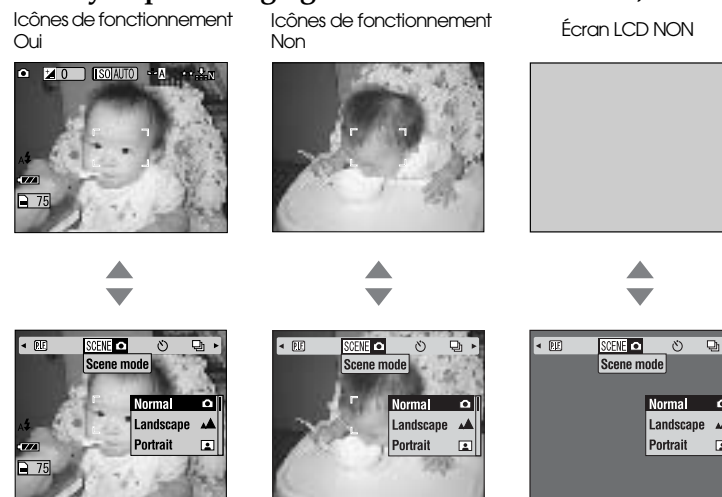 Icônes de fonctionnement
Oui
Icônes de fonctionnement
Non
Écran LCD NON
0 ISO AUTO A N
A
75
P.I.F SCENE
Scene mode
Normal
Landscape
Portrait
A
75
P.I.F SCENE
Scene mode
Normal
Landscape
Portrait
P.I.F SCENE
Scene mode
Normal
Landscape
Portrait